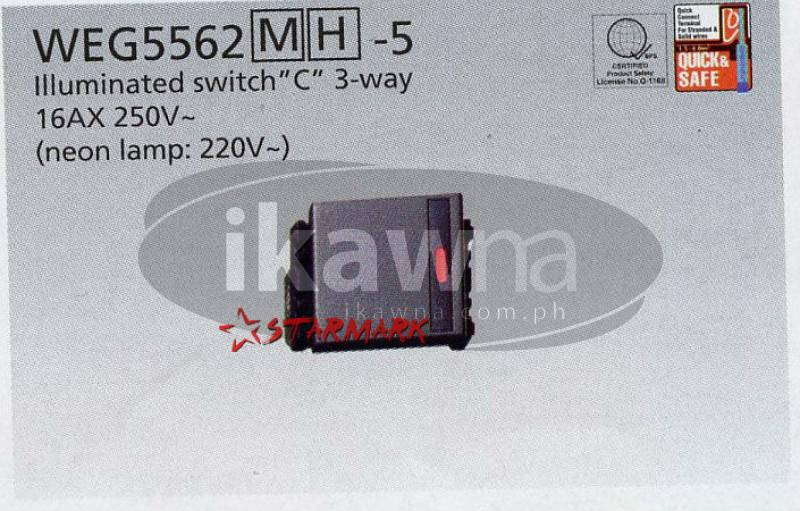 WEG5562 M H -5
Illuminated switch"C" 3-way
16AX 250V~
(neon lamp: 220V~)
BPS
CERTIFIED
Product Safety
License No.Q-1168
Quick
Connect
Terminal
For Stranded &
Solid wires
QUICK&
SAFE
ikawna
ikawna.com.ph
STARMARK